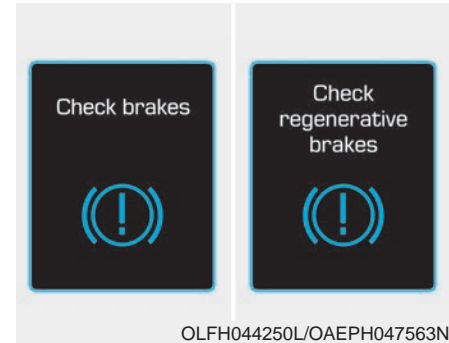 Check brakes
Check
regenerative
brakes
OLFH044250L/OAEPH047563N